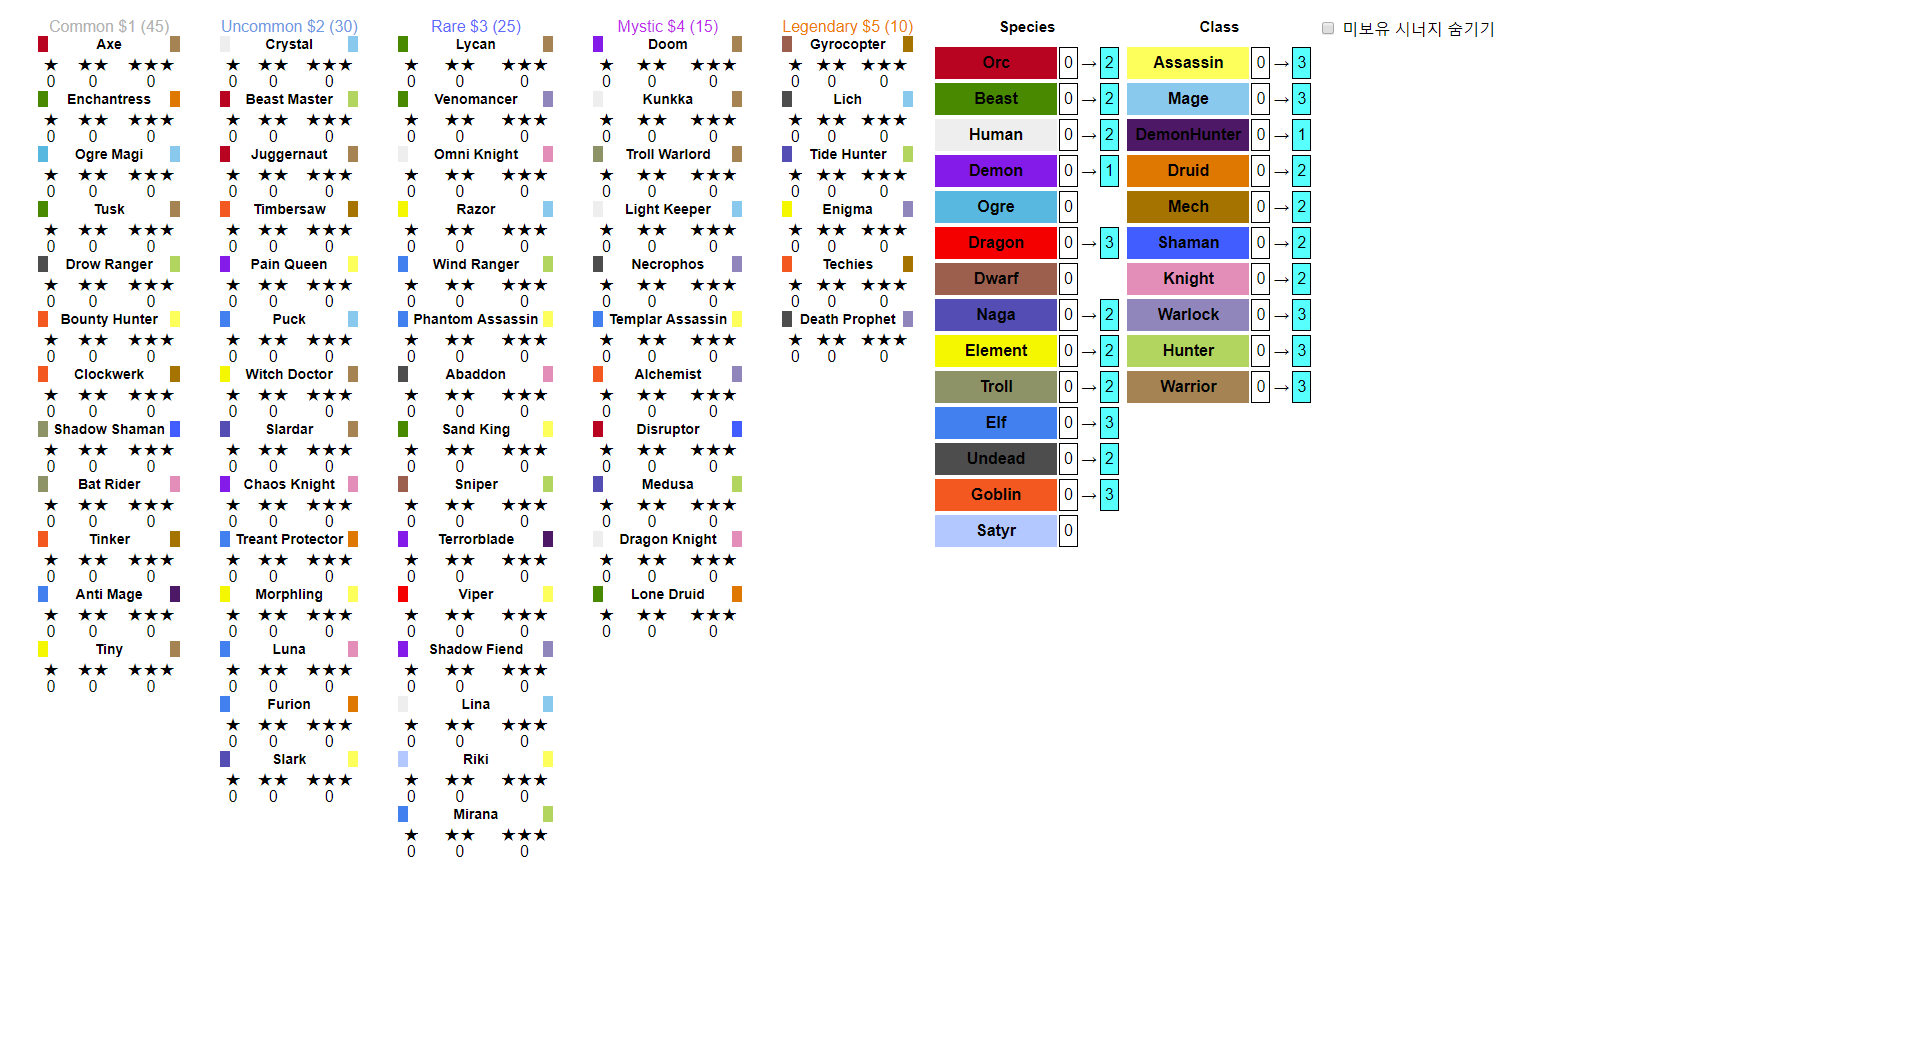 Common $1 (45)
Axe
★ ★★ ★★★
0 0 0
Enchantress
★ ★★ ★★★
0 0 0
Ogre Magi
★ ★★ ★★★
0 0 0
Tusk
★ ★★ ★★★
0 0 0
Drow Ranger
★ ★★ ★★★
0 0 0
Bounty Hunter
★ ★★ ★★★
0 0 0
Clockwerk
★ ★★ ★★★
0 0 0
Shadow Shaman
★ ★★ ★★★
0 0 0
Bat Rider
★ ★★ ★★★
0 0 0
Tinker
★ ★★ ★★★
0 0 0
Anti Mage
★ ★★ ★★★
0 0 0
Tiny
★ ★★ ★★★
0 0 0
Uncommon $2 (30)
Crystal
★ ★★ ★★★
0 0 0
Beast Master
★ ★★ ★★★
0 0 0
Juggernaut
★ ★★ ★★★
0 0 0
Timbersaw
★ ★★ ★★★
0 0 0
Pain Queen
★ ★★ ★★★
0 0 0
Puck
★ ★★ ★★★
0 0 0
Witch Doctor
★ ★★ ★★★
0 0 0
Slardar
★ ★★ ★★★
0 0 0
Chaos Knight
★ ★★ ★★★
0 0 0
Treant Protector
★ ★★ ★★★
0 0 0
Morphling
★ ★★ ★★★
0 0 0
Luna
★ ★★ ★★★
0 0 0
Furion
★ ★★ ★★★
0 0 0
Slark
★ ★★ ★★★
0 0 0
Rare $3 (25)
Lycan
★ ★★ ★★★
0 0 0
Venomancer
★ ★★ ★★★
0 0 0
Omni Knight
★ ★★ ★★★
0 0 0
Razor
★ ★★ ★★★
0 0 0
Wind Ranger
★ ★★ ★★★
0 0 0
Phantom Assassin
★ ★★ ★★★
0 0 0
Abaddon
★ ★★ ★★★
0 0 0
Sand King
★ ★★ ★★★
0 0 0
Sniper
★ ★★ ★★★
0 0 0
Terrorblade
★ ★★ ★★★
0 0 0
Viper
★ ★★ ★★★
0 0 0
Shadow Fiend
★ ★★ ★★★
0 0 0
Lina
★ ★★ ★★★
0 0 0
Riki
★ ★★ ★★★
0 0 0
Mirana
★ ★★ ★★★
0 0 0
Mystic $4 (15)
Doom
★ ★★ ★★★
0 0 0
Kunkka
★ ★★ ★★★
0 0 0
Troll Warlord
★ ★★ ★★★
0 0 0
Light Keeper
★ ★★ ★★★
0 0 0
Necrophos
★ ★★ ★★★
0 0 0
Templar Assassin
★ ★★ ★★★
0 0 0
Alchemist
★ ★★ ★★★
0 0 0
Disruptor
★ ★★ ★★★
0 0 0
Medusa
★ ★★ ★★★
0 0 0
Dragon Knight
★ ★★ ★★★
0 0 0
Lone Druid
★ ★★ ★★★
0 0 0
Legendary $5 (10)
Gyrocopter
★ ★★ ★★★
0 0 0
Lich
★ ★★ ★★★
0 0 0
Tide Hunter
★ ★★ ★★★
0 0 0
Enigma
★ ★★ ★★★
0 0 0
Techies
★ ★★ ★★★
0 0 0
Death Prophet
★ ★★ ★★★
0 0 0
Species
Orc 0 → 2
Beast 0 → 2
Human 0 → 2
Demon 0 → 1
Ogre 0
Dragon 0 → 3
Dwarf 0
Naga 0 → 2
Element 0 → 2
Troll 0 → 2
Elf 0 → 3
Undead 0 → 2
Goblin 0 → 3
Satyr 0
Class
Assassin 0 → 3
Mage 0 → 3
DemonHunter 0 → 1
Druid 0 → 2
Mech 0 → 2
Shaman 0 → 2
Knight 0 → 2
Warlock 0 → 3
Hunter 0 → 3
Warrior 0 → 3
미보유 시너지 숨기기